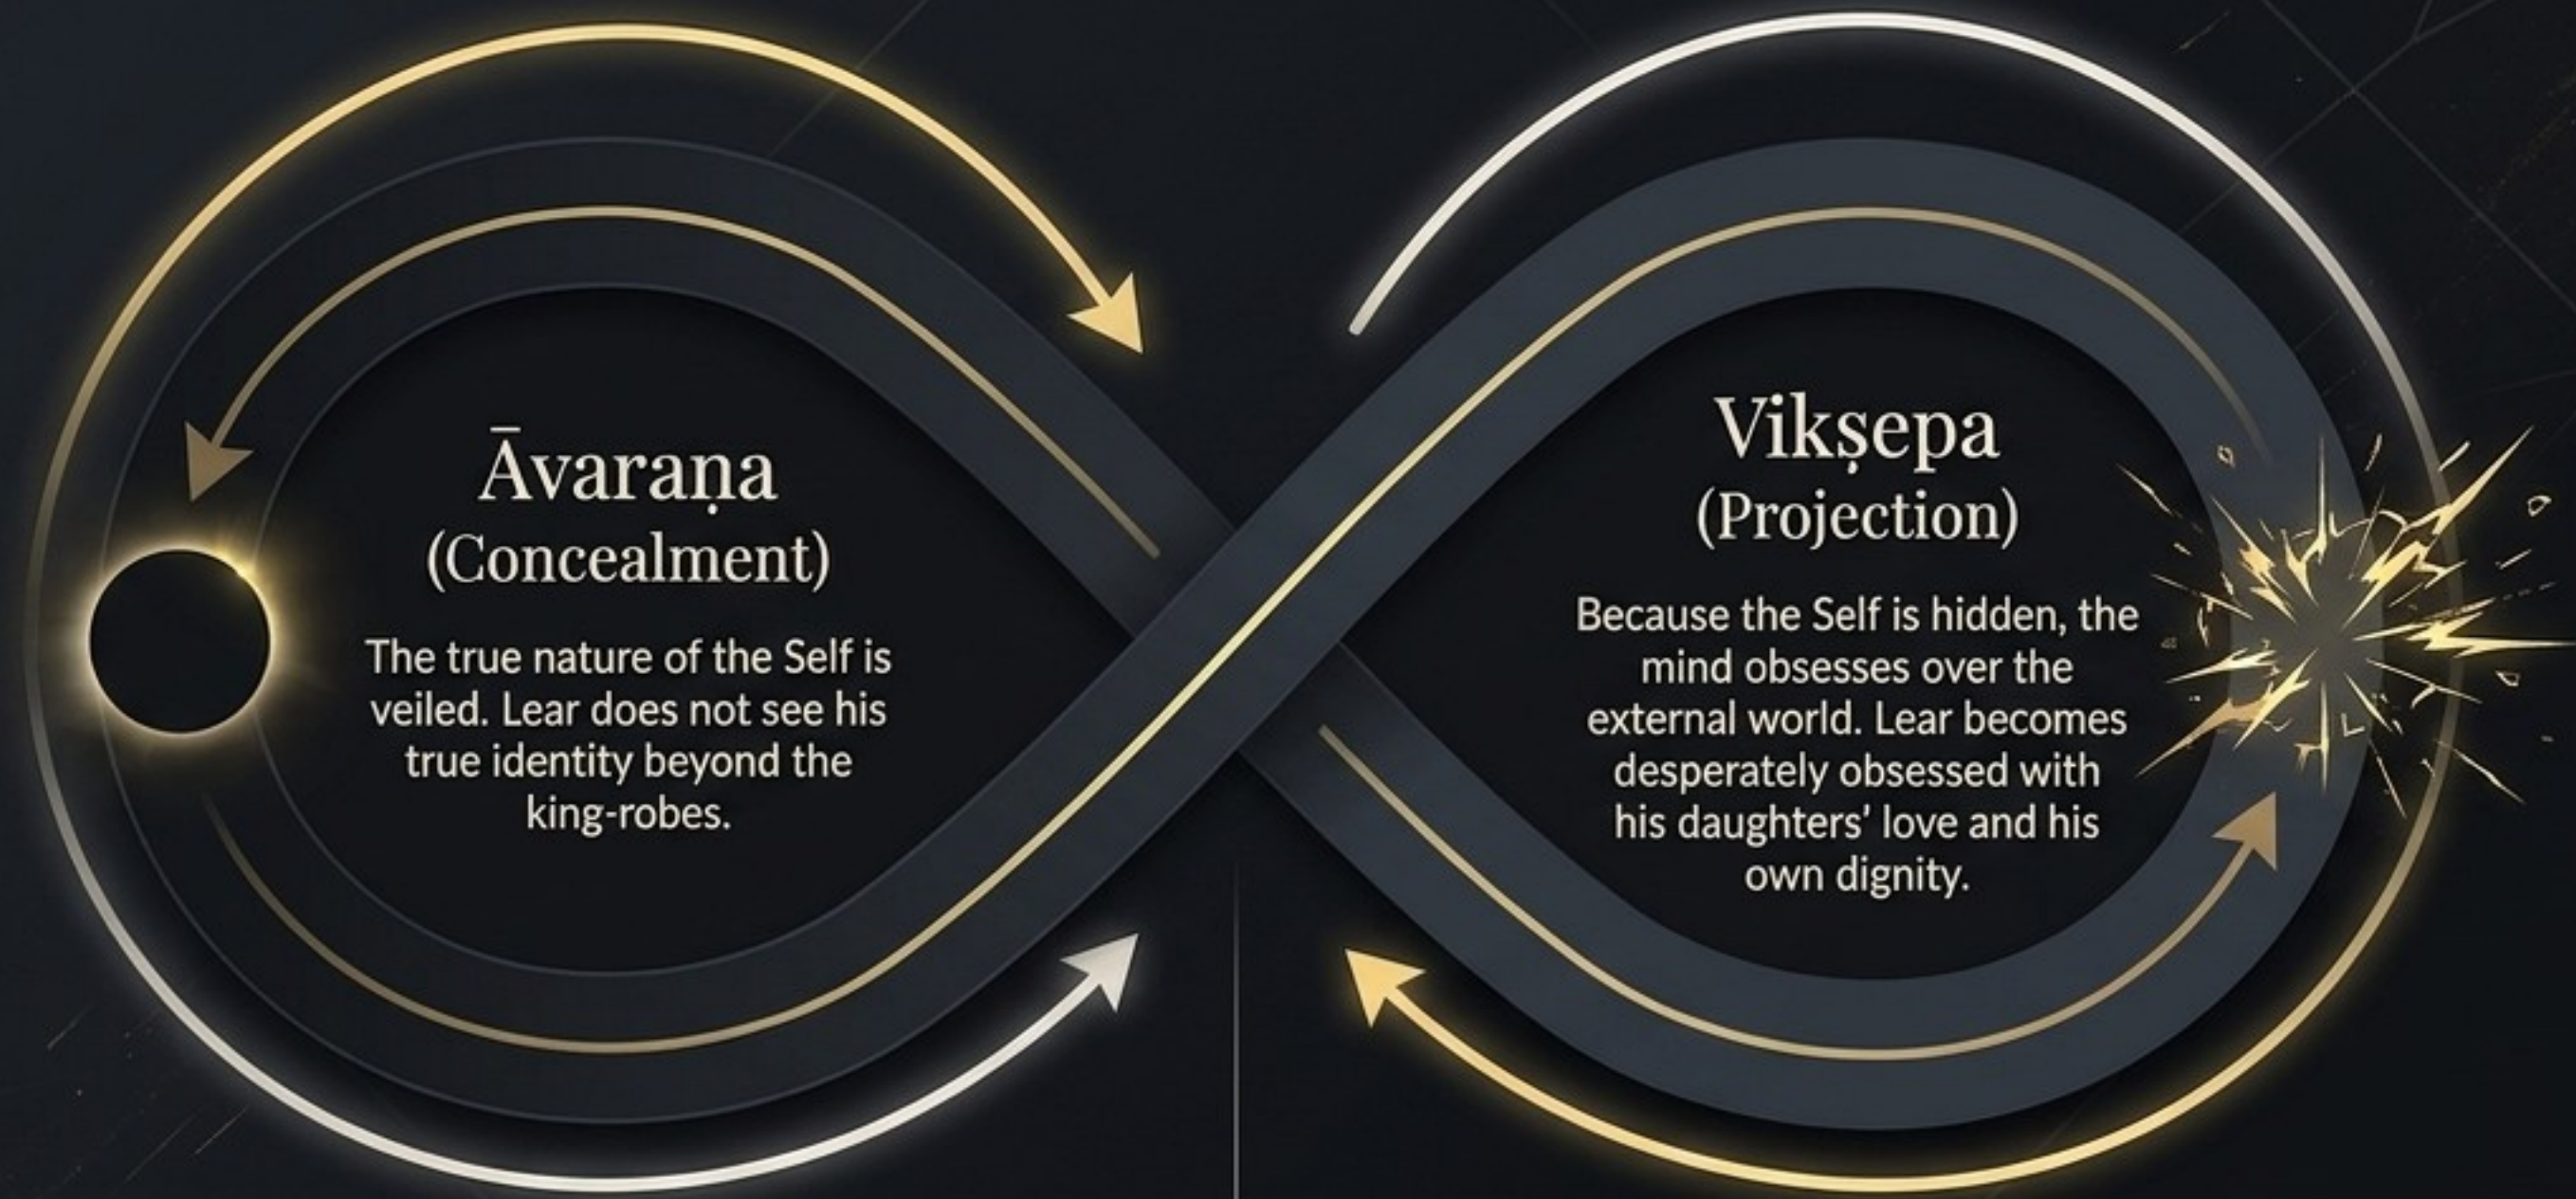 Āvaraṇa
(Concealment)
The true nature of the Self is
veiled. Lear does not see his
true identity beyond the
king-robes.
Vikṣepa
(Projection)
Because the Self is hidden, the
mind obsesses over the
external world. Lear becomes
desperately obsessed with
his daughters' love and his
own dignity.